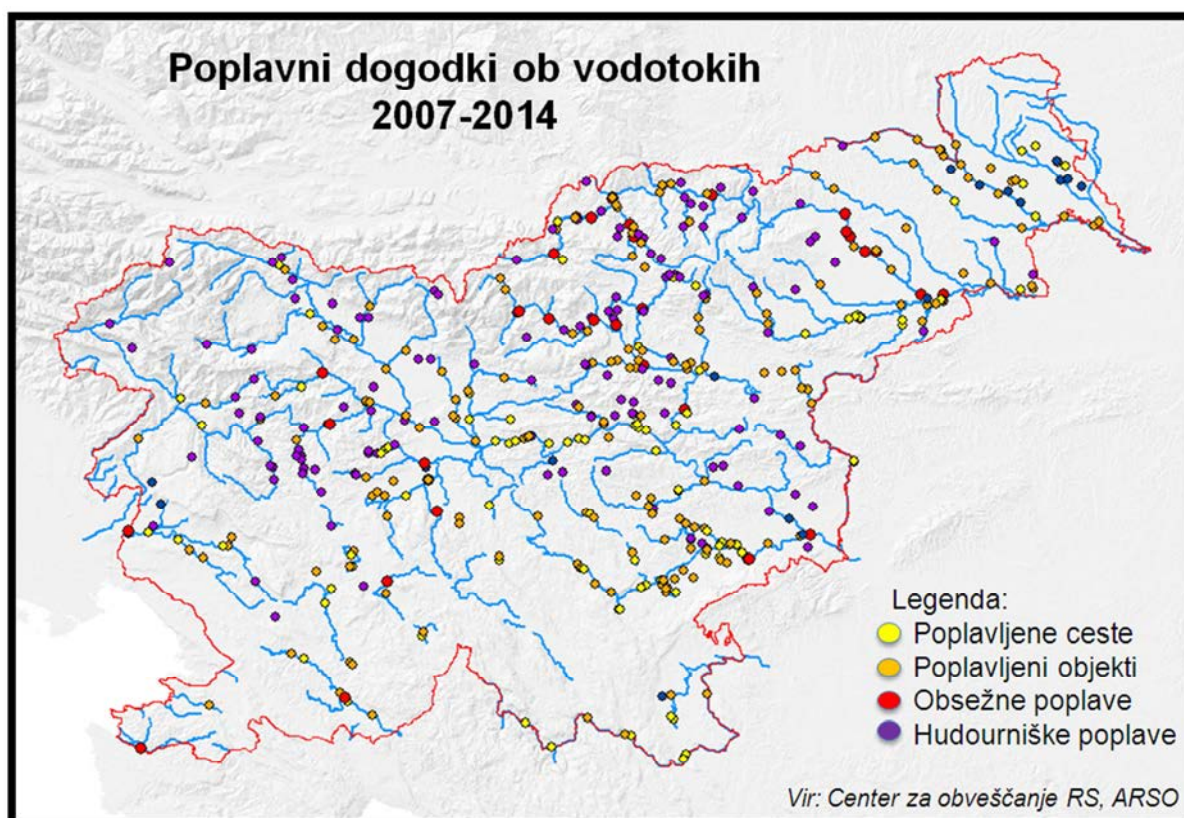 Poplavni dogodki ob vodotokih
2007-2014
Legenda:
Poplavljene ceste
Poplavljeni objekti
Obsežne poplave
Hudourniške poplave
Vir: Center za obveščanje RS, ARSO